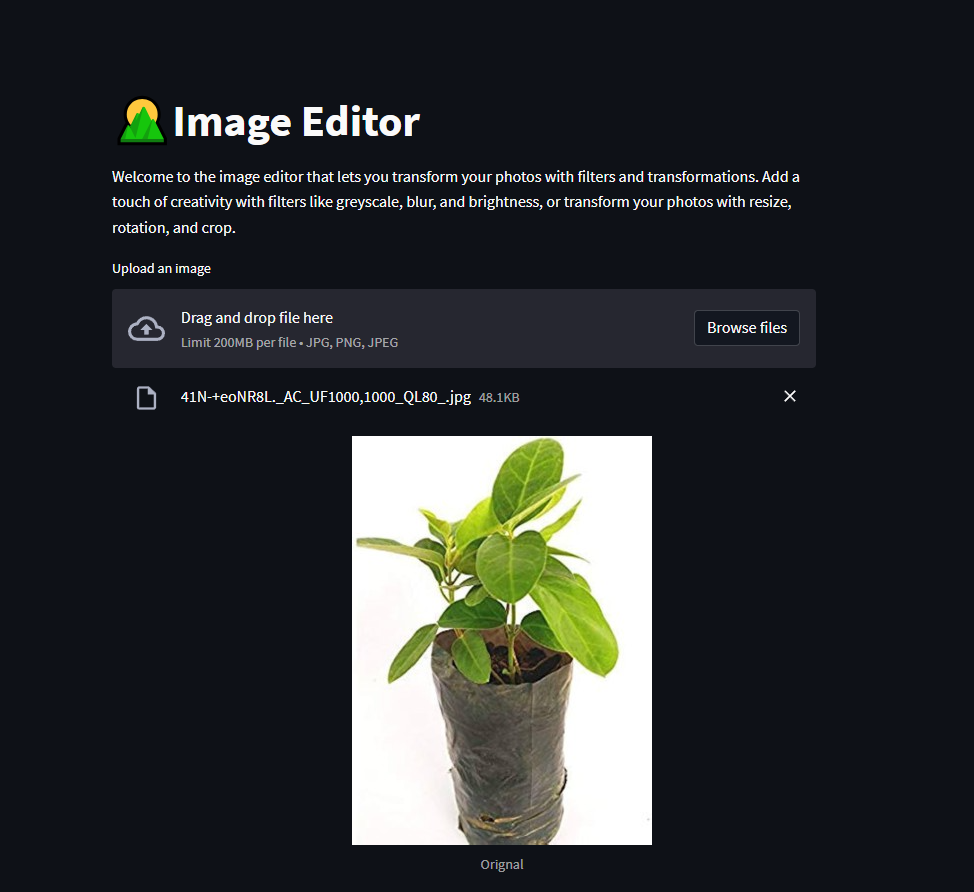 Image Editor
Welcome to the image editor that lets you transform your photos with filters and transformations. Add a
touch of creativity with filters like greyscale, blur, and brightness, or transform your photos with resize,
rotation, and crop.
Upload an image
Drag and drop file here
Limit 200MB per file • JPG, PNG, JPEG
Browse files
41N-+eoNR8L._AC_UF1000,1000_QL80_.jpg 48.1KB
Orignal